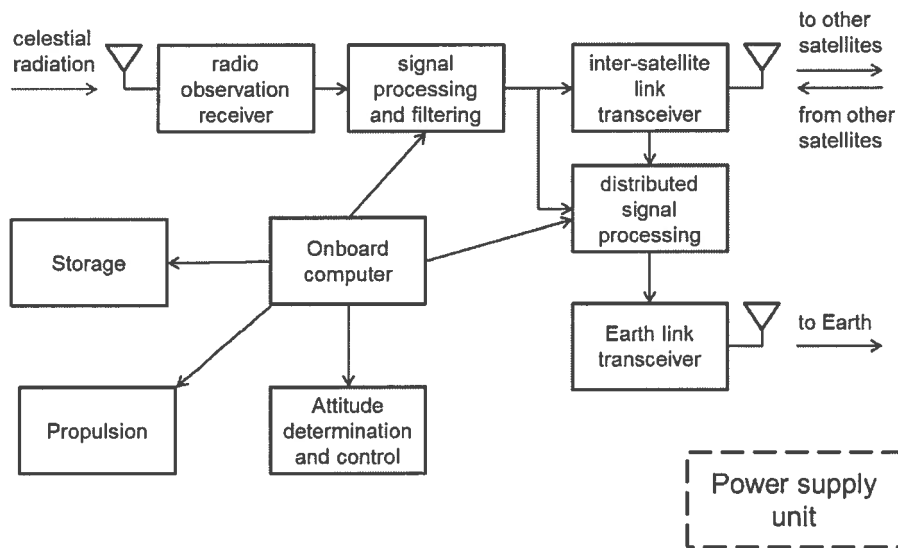 celestial
radiation
radio
observation
receiver
signal
processing
and filtering
inter-satellite
link
transceiver
to other
satellites
from other
satellites
distributed
signal
processing
Storage
Onboard
computer
Earth link
transceiver
to Earth
Propulsion
Attitude
determination
and control
Power supply
unit